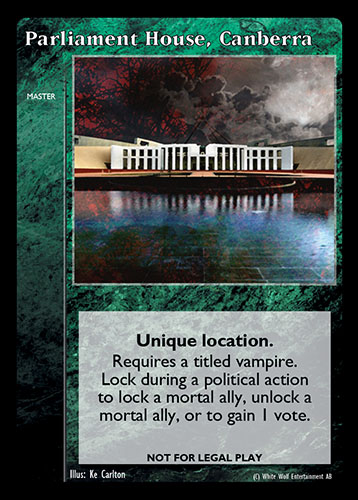 Parliament House, Canberra
MASTER
Unique location.
Requires a titled vampire.
Lock during a political action
to lock a mortal ally, unlock a
mortal ally, or to gain 1 vote.
NOT FOR LEGAL PLAY
Illus: Ke Carlton
(C) White Wolf Entertainment AB